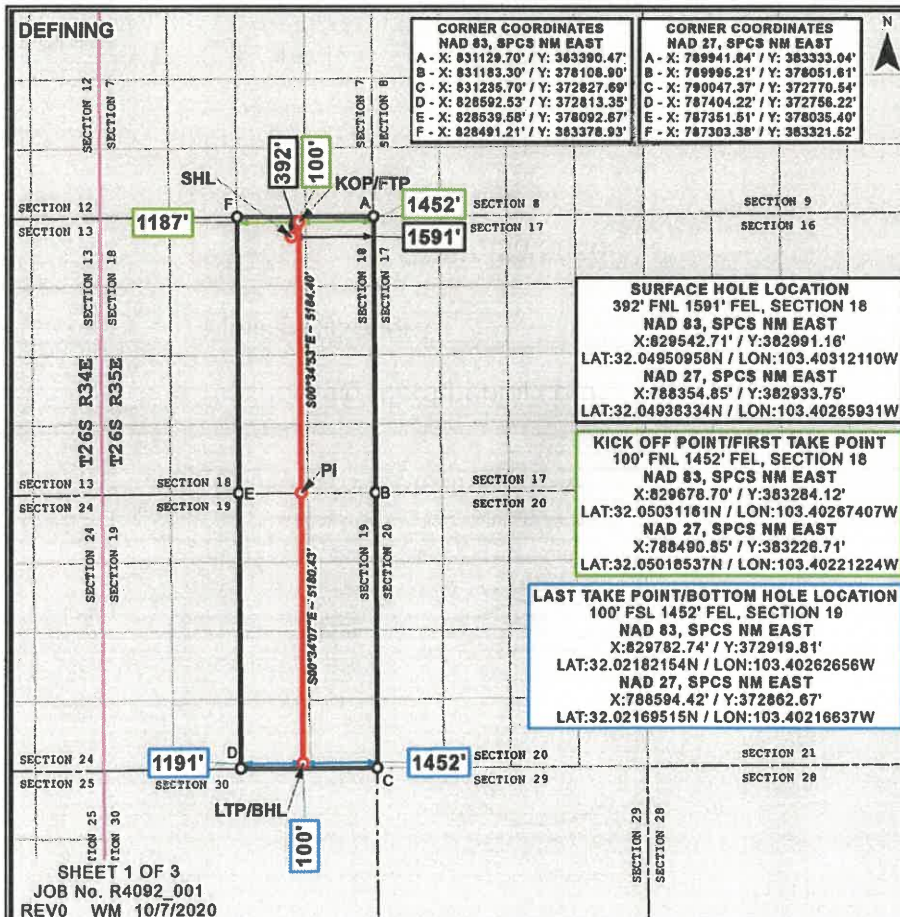 DEFINING
CORNER COORDINATES
NAD 83, SPCS NM EAST
A - X: 831129.70' / Y: 383390.47'
B - X: 831183.30' / Y: 378108.90'
C - X: 831235.70' / Y: 372827.69'
D - X: 828592.53' / Y: 372813.35'
E - X: 828539.58' / Y: 378092.67'
F - X: 828491.21' / Y: 383378.93'
CORNER COORDINATES
NAD 27, SPCS NM EAST
A - X: 789941.84' / Y: 383333.04'
B - X: 789995.21' / Y: 378051.61'
C - X: 790047.37' / Y: 372770.54'
D - X: 787404.22' / Y: 372756.22'
E - X: 787351.51' / Y: 378035.40'
F - X: 787303.38' / Y: 383321.52'
N
SECTION 12
SECTION 7
SECTION 7
SECTION 8
SHL
392'
100'
KOP/FTP
SECTION 12
SECTION 13
1187'
F
A
1452'
SECTION 8
SECTION 17
SECTION 9
SECTION 16
1591'
SECTION 13
SECTION 18
SECTION 18
SECTION 17
S00°34'53"E ~ 5184.40'
SURFACE HOLE LOCATION
392' FNL 1591' FEL, SECTION 18
NAD 83, SPCS NM EAST
X:829542.71' / Y:382991.16'
LAT:32.04950958N / LON:103.40312110W
NAD 27, SPCS NM EAST
X:788354.85' / Y:382933.75'
LAT:32.04938334N / LON:103.40265931W
T26S R34E
T26S R35E
KICK OFF POINT/FIRST TAKE POINT
100' FNL 1452' FEL, SECTION 18
NAD 83, SPCS NM EAST
X:829678.70' / Y:383284.12'
LAT:32.05031161N / LON:103.40267407W
NAD 27, SPCS NM EAST
X:788490.85' / Y:383226.71'
LAT:32.05018537N / LON:103.40221224W
PI
SECTION 13
SECTION 24
SECTION 18
SECTION 19
E
B
SECTION 17
SECTION 20
SECTION 24
SECTION 19
SECTION 19
SECTION 20
S00°34'07"E ~ 5180.43'
LAST TAKE POINT/BOTTOM HOLE LOCATION
100' FSL 1452' FEL, SECTION 19
NAD 83, SPCS NM EAST
X:829782.74' / Y:372919.81'
LAT:32.02182154N / LON:103.40262656W
NAD 27, SPCS NM EAST
X:788594.42' / Y:372862.67'
LAT:32.02169515N / LON:103.40216637W
SECTION 24
SECTION 25
1191'
D
SECTION 30
C
1452'
SECTION 20
SECTION 29
SECTION 21
SECTION 28
LTP/BHL
100'
TION 25
TION 30
SECTION 29
SECTION 28
SHEET 1 OF 3
JOB No. R4092_001
REV0 WM 10/7/2020